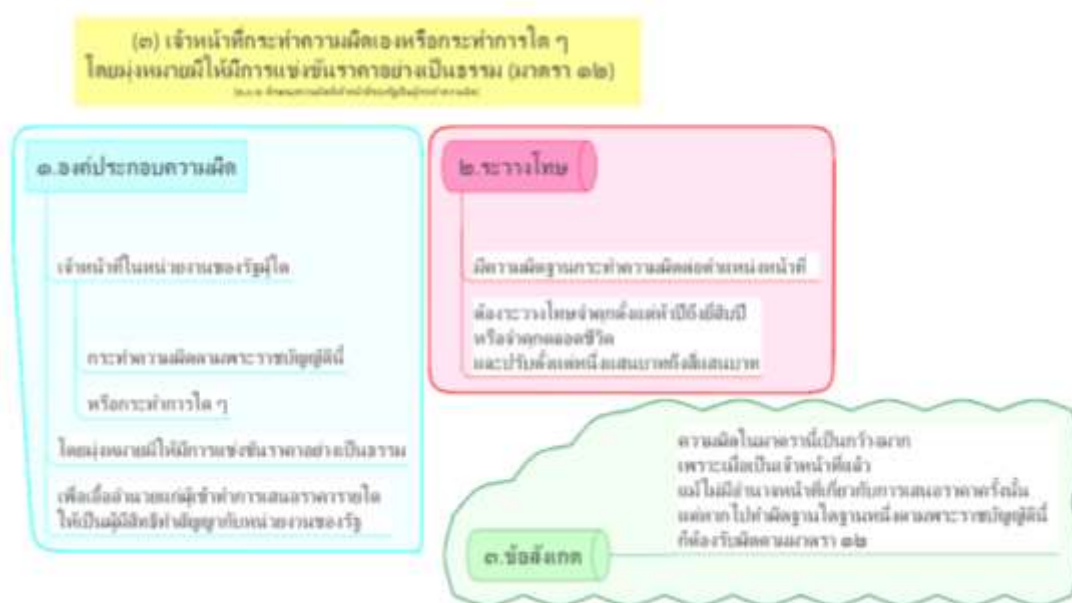 (๓) เจ้าหน้าที่กระทำความผิดเองหรือกระทำการใด ๆ
โดยมุ่งหมายมิให้มีการแข่งขันราคาอย่างเป็นธรรม (มาตรา ๑๒)
๑.องค์ประกอบความผิด
เจ้าหน้าที่ในหน่วยงานของรัฐผู้ใด
กระทำความผิดตามพระราชบัญญัตินี้
หรือกระทำการใด ๆ
โดยมุ่งหมายมิให้มีการแข่งขันราคาอย่างเป็นธรรม
เพื่อเอื้ออำนวยแก่ผู้เข้าทำการเสนอราคารายใด
ให้เป็นผู้มีสิทธิทำสัญญากับหน่วยงานของรัฐ
๒.ระวางโทษ
มีความผิดฐานกระทำความผิดต่อตำแหน่งหน้าที่
ต้องระวางโทษจำคุกตั้งแต่ห้าปีถึงยี่สิบปี
หรือจำคุกตลอดชีวิต
และปรับตั้งแต่หนึ่งแสนบาทถึงสี่แสนบาท
๓.ข้อสังเกต
ความผิดในมาตรานี้เป็นกว้างมาก
เพราะเมื่อเป็นเจ้าหน้าที่แล้ว
แม้ไม่มีอำนาจหน้าที่เกี่ยวกับการเสนอราคาครั้งนั้น
แต่หากไปทำผิดฐานใดฐานหนึ่งตามพระราชบัญญัตินี้
ก็ต้องรับผิดตามมาตรา ๑๒